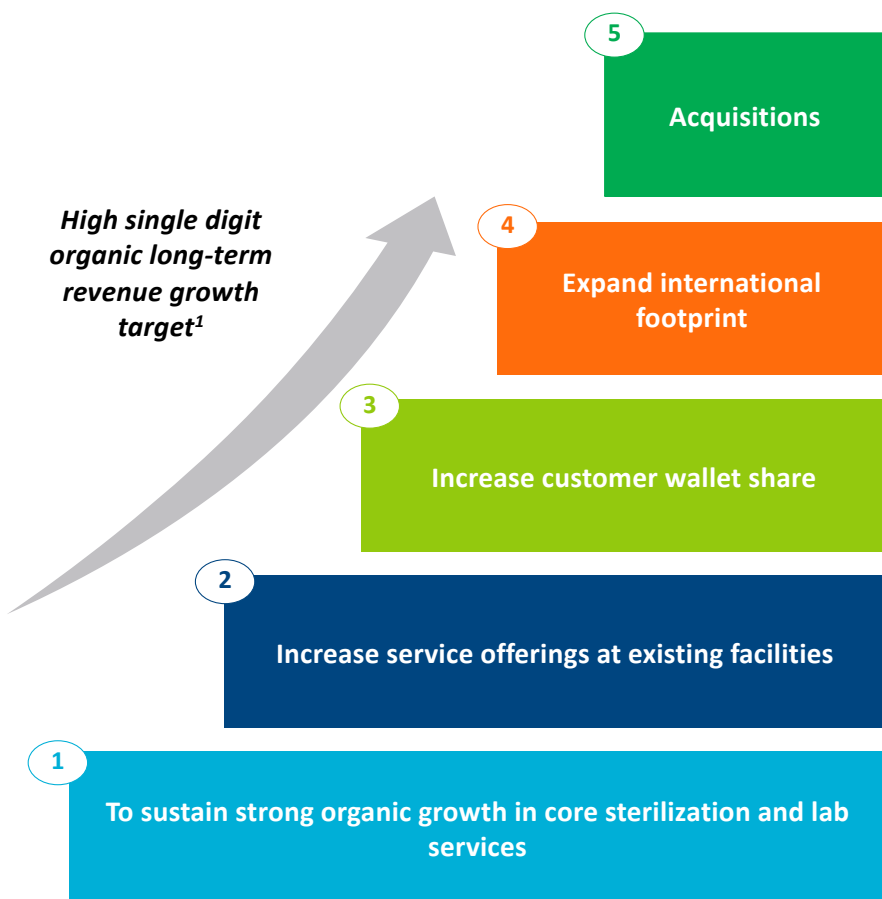 5
Acquisitions
High single digit
organic long-term
revenue growth
target¹
4
Expand international
footprint
3
Increase customer wallet share
2
Increase service offerings at existing facilities
1
To sustain strong organic growth in core sterilization and lab
services